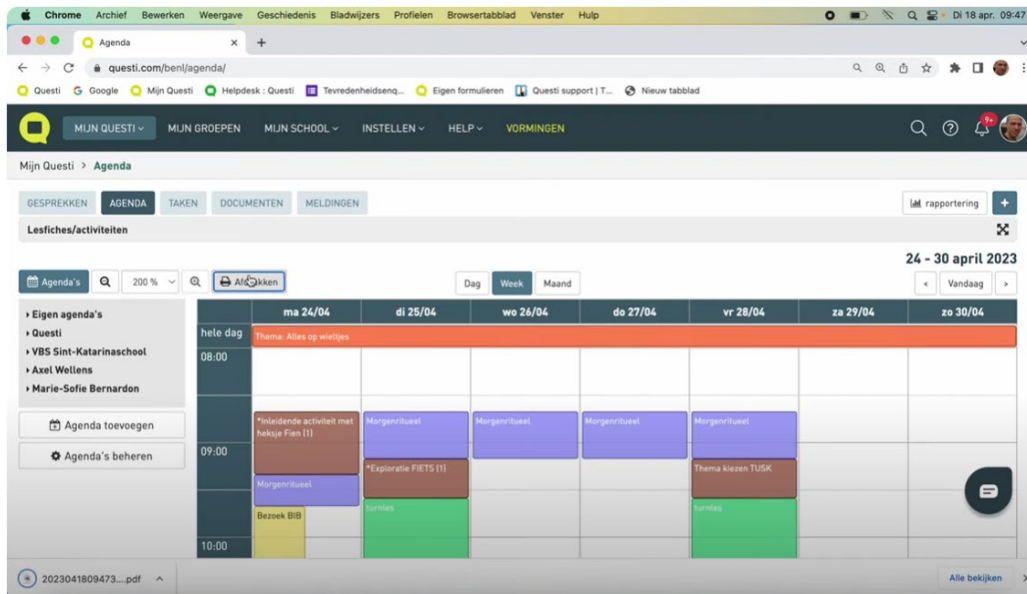 Chrome Archief Bewerken Weergave Geschiedenis Bladwijzers Profielen Browsertabblad Venster Hulp Di 18 apr. 09:47
Agenda
questi.com/benl/agenda/
Questi Google Mijn Questi Helpdesk : Questi Tevredenheidsenq... Eigen formulieren Questi support | T... Nieuw tabblad
MIJN QUESTI MIJN GROEPEN MIJN SCHOOL INSTELLEN HELP VORMINGEN 9+
Mijn Questi > Agenda
GESPREKKEN AGENDA TAKEN DOCUMENTEN MELDINGEN rapportering +
Lesfiches/activiteiten
24 - 30 april 2023
Agenda's 200 % Dag Week Maand < Vandaag >
ma 24/04 di 25/04 wo 26/04 do 27/04 vr 28/04 za 29/04 zo 30/04
Eigen agenda's
Questi
VBS Sint-Katarinaschool
Axel Wellens
Marie-Sofie Bernardon
Agenda toevoegen
Agenda's beheren
hele dag Thema: Alles op wieltjes
08:00
*Inleidende activiteit met heksje Fien (1)
Morgenritueel Morgenritueel Morgenritueel Morgenritueel
09:00
*Exploratie FIETS (1) Thema kiezen TUSK
Morgenritueel
Bezoek BIB turnles turnles
10:00
2023041809473....pdf Alle bekijken